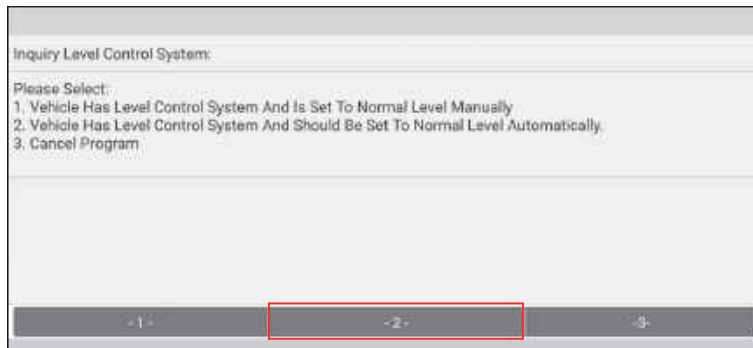 Inquiry Level Control System:
Please Select:
1. Vehicle Has Level Control System And Is Set To Normal Level Manually
2. Vehicle Has Level Control System And Should Be Set To Normal Level Automatically.
3. Cancel Program
- 1 -
- 2 -
-3-